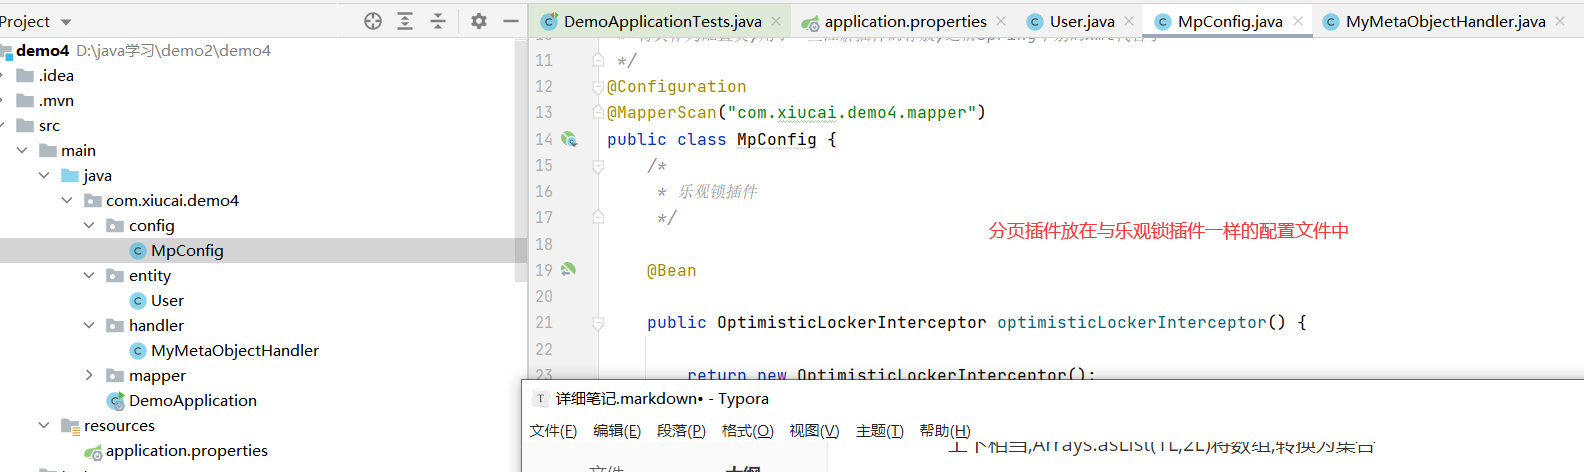 Project
DemoApplicationTests.java
application.properties
User.java
MpConfig.java
MyMetaObjectHandler.java
demo4 D:\java学习\demo2\demo4
.idea
.mvn
src
main
java
com.xiucai.demo4
config
MpConfig
entity
User
handler
MyMetaObjectHandler
mapper
DemoApplication
resources
application.properties
11 */
12 @Configuration
13 @MapperScan("com.xiucai.demo4.mapper")
14 public class MpConfig {
15 /*
16 * 乐观锁插件
17 */
分页插件放在与乐观锁插件一样的配置文件中
18
19 @Bean
20
21 public OptimisticLockerInterceptor optimisticLockerInterceptor() {
22
23 return new OptimisticLockerInterceptor();
详细笔记.markdown• - Typora
文件(F) 编辑(E) 段落(P) 格式(O) 视图(V) 主题(T) 帮助(H)
相当,Arrays.asList(1L,2L)将数组,转换为集合
文件 大纲